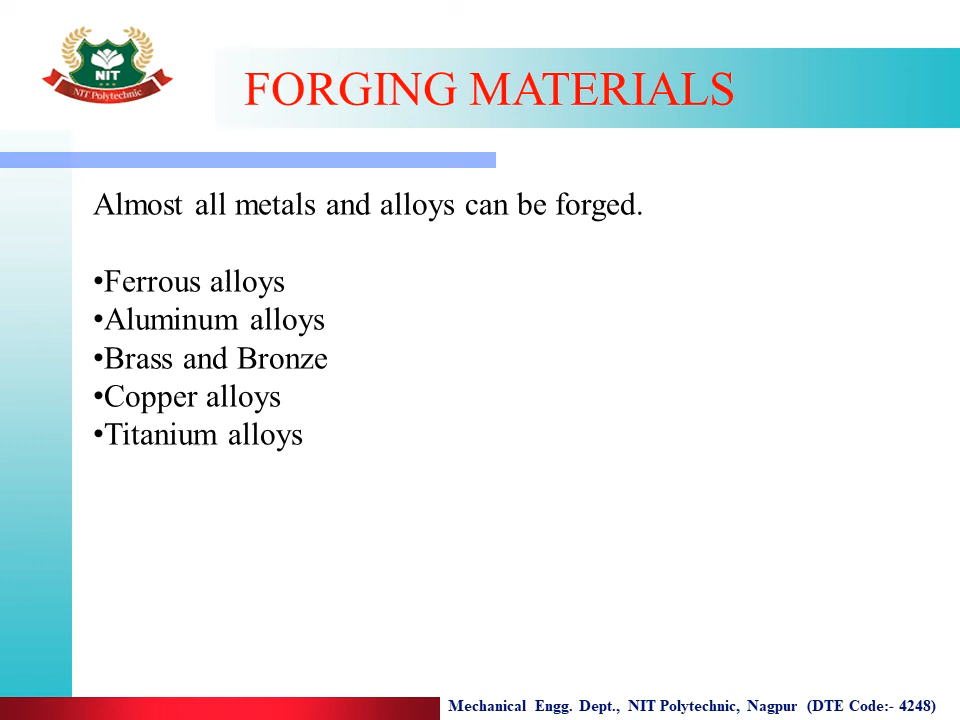 NIT
NIT Polytechnic
FORGING MATERIALS
Almost all metals and alloys can be forged.
•Ferrous alloys
•Aluminum alloys
•Brass and Bronze
•Copper alloys
•Titanium alloys
Mechanical Engg. Dept., NIT Polytechnic, Nagpur (DTE Code:- 4248)